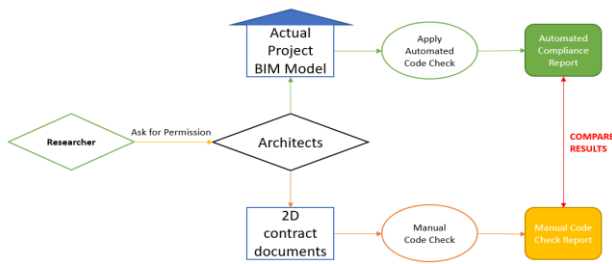 Actual
Project
BIM Model
Apply
Automated
Code Check
Automated
Compliance
Report
Researcher
Ask for Permission
Architects
COMPARE
RESULTS
2D
contract
documents
Manual
Code Check
Manual Code
Check Report